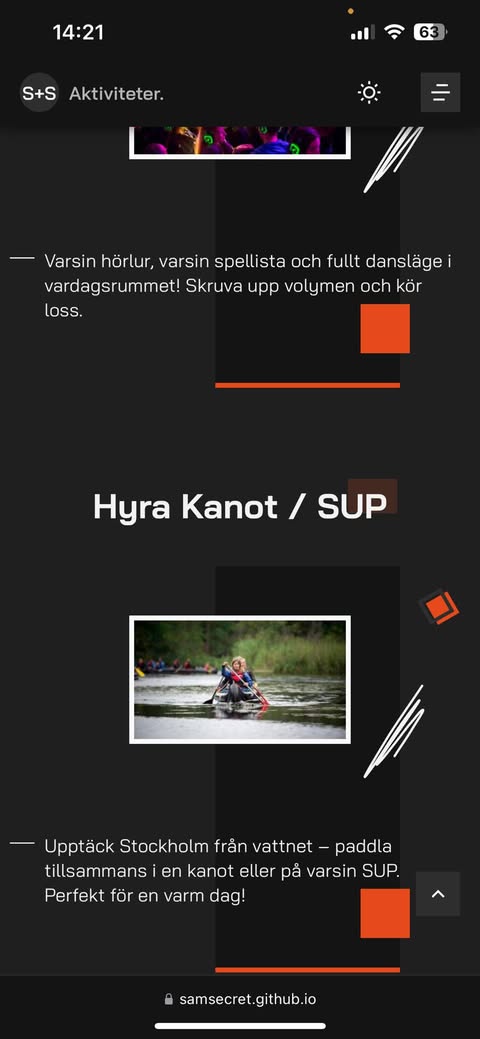 14:21
63
S+S Aktiviteter.
Varsin hörlur, varsin spellista och fullt dansläge i
vardagsrummet! Skruva upp volymen och kör
loss.
Hyra Kanot / SUP
Upptäck Stockholm från vattnet – paddla
tillsammans i en kanot eller på varsin SUP.
Perfekt för en varm dag!
samsecret.github.io